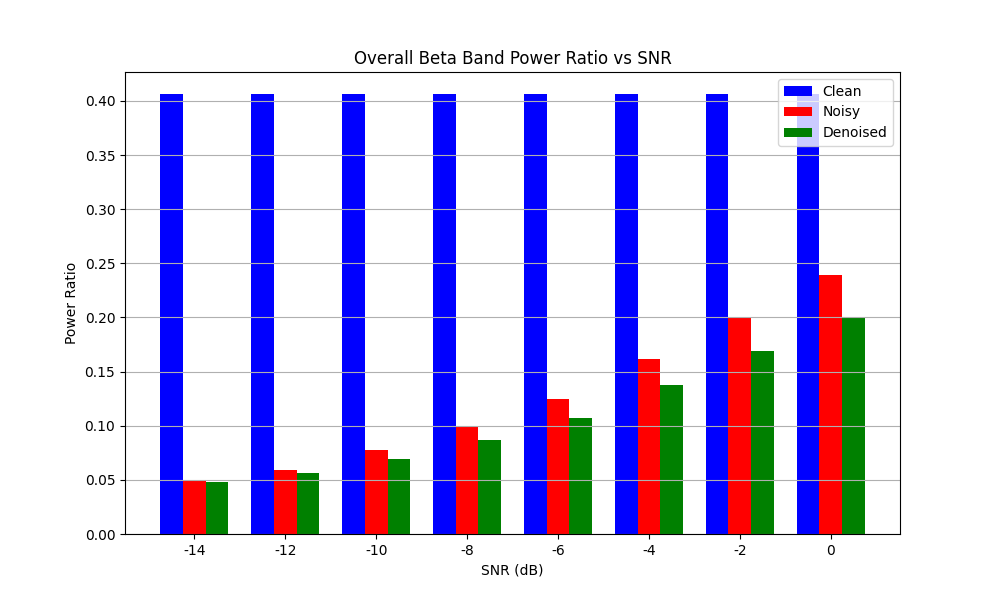 Overall Beta Band Power Ratio vs SNR
Clean
Noisy
Denoised
Power Ratio
0.40
0.35
0.30
0.25
0.20
0.15
0.10
0.05
0.00
-14 -12 -10 -8 -6 -4 -2 0
SNR (dB)